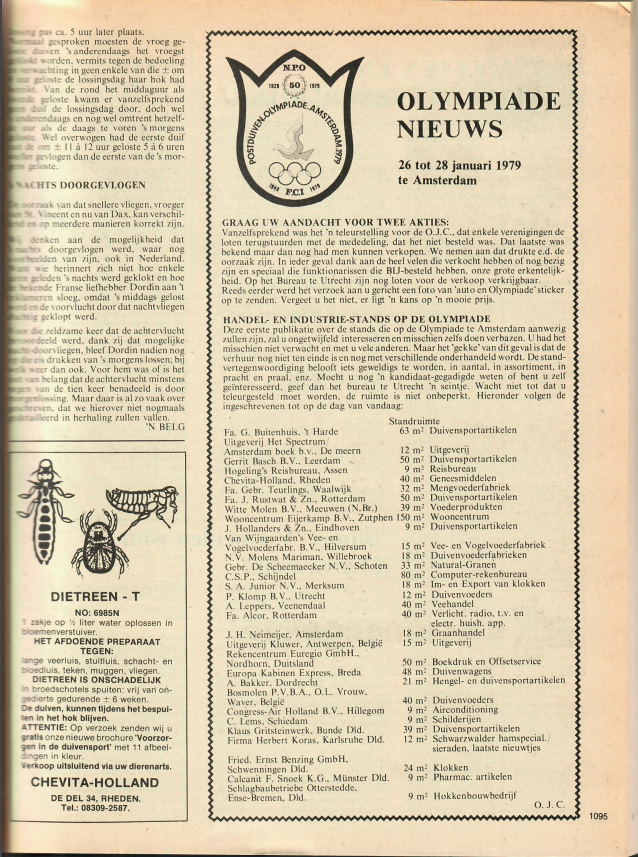 pas ca. 5 uur later plaats.
gesproken moesten de vroeg ge-
duiven 's anderendaags het vroegst
worden, vermits tegen de bedoeling
verwachting in geen enkele van die ± om
geloste de lossingsdag haar hok had
Van de rond het middaguur als
geloste kwam er vanzelfsprekend
duif de lossingsdag door, doch wel
anderendaags en nog wel omtrent hetzelf-
als de daags te voren 's morgens
Wel overwogen had de eerste duif
de om ± 11 à 12 uur geloste 5 à 6 uren
gevlogen dan de eerste van de 's mor-
geloste.
'S NACHTS DOORGEVLOGEN
oorzaak van dat snellere vliegen, vroeger
St. Vincent en nu van Dax, kan verschil-
en op meerdere manieren korrekt zijn.
denken aan de mogelijkheid dat
doorgevlogen werd, waar nog
voorbeelden van zijn, ook in Nederland.
wie herinnert zich niet hoe enkele
geleden 's nachts werd geklokt en hoe
bekende Franse liefhebber Dordin aan 't
sloeg, omdat 's midags gelost
en de voorvlucht door dat nachtvliegen
geklopt werd.
die zeldzame keer dat de achtervlucht
werd, dank zij dat mogelijke
doorvliegen, bleef Dordin nadien nog
eis drukken van 's morgens lossen; bij
weer dan ook. Voor hem was of is het
van belang dat de achtervlucht minstens
van de tien keer benadeeld is door
Maar daar is al zo vaak over
dat we hierover niet nogmaals
in herhaling zullen vallen.
'N BELG
DIETREEN - T
NO: 6985N
1 zakje op ½ liter water oplossen in
bloemenverstuiver.
HET AFDOENDE PREPARAAT
TEGEN:
lange veerluis, stuitluis, schacht- en
bloedluis, teken, muggen, vliegen.
DIETREEN IS ONSCHADELIJK
in broedschotels spuiten: vrij van on-
gedierte gedurende ± 6 weken.
De duiven, kunnen tijdens het bespui-
ten in het hok blijven.
ATTENTIE: Op verzoek zenden wij u
gratis onze nieuwe brochure 'Voorzor-
gen in de duivensport' met 11 afbeel-
dingen in kleur.
Verkoop uitsluitend via uw dierenarts.
CHEVITA-HOLLAND
DE DEL 34, RHEDEN.
Tel.: 08309-2587.
N.P.O
1929 50 1979
POSTDUIVEN-OLYMPIADE-AMSTERDAM 1979
1948 F.C.I 1978
OLYMPIADE
NIEUWS
26 tot 28 januari 1979
te Amsterdam
GRAAG UW AANDACHT VOOR TWEE AKTIES:
Vanzelfsprekend was het 'n teleurstelling voor de O.J.C., dat enkele verenigingen de
loten terugstuurden met de mededeling, dat het niet besteld was. Dat laatste was
bekend maar dan nog had men kunnen verkopen. We nemen aan dat drukte e.d. de
oorzaak zijn. In ieder geval dank aan de heel velen die verkocht hebben of nog bezig
zijn en speciaal die funktionarissen die BIJ-besteld hebben, onze grote erkentelijk-
heid. Op het Bureau te Utrecht zijn nog loten voor de verkoop verkrijgbaar.
Reeds eerder werd het verzoek aan u gericht een foto van 'auto en Olympiade' sticker
op te zenden. Vergeet u het niet, er ligt 'n kans op 'n mooie prijs.
HANDEL- EN INDUSTRIE-STANDS OP DE OLYMPIADE
Deze eerste publikatie over de stands die op de Olympiade te Amsterdam aanwezig
zullen zijn, zal u ongetwijfeld interesseren en misschien zelfs doen verbazen. U had het
misschien niet verwacht en met u vele anderen. Maar het 'gekke' van dit geval is dat de
verhuur nog niet ten einde is en nog met verschillende onderhandeld wordt. De stand-
vertegenwoordiging belooft iets geweldigs te worden, in aantal, in assortiment, in
pracht en praal, enz. Mocht u nog 'n kandidaat-gegadigde weten of bent u zelf
geïnteresseerd, geef dan het bureau te Utrecht 'n seintje. Wacht niet tot dat u
teleurgesteld moet worden, de ruimte is niet onbeperkt. Hieronder volgen de
ingeschrevenen tot op de dag van vandaag:
Standruimte
Fa. G. Buitenhuis, 't Harde 63 m² Duivensportartikelen
Uitgeverij Het Spectrum/
Amsterdam boek b.v., De meern 12 m² Uitgeverij
Gerrit Basch B.V., Leerdam 50 m² Duivensportartikelen
Hogeling's Reisbureau, Assen 9 m² Reisbureau
Chevita-Holland, Rheden 40 m² Geneesmiddelen
Fa. Gebr. Teurlings, Waalwijk 32 m² Mengvoederfabriek
Fa. J. Rustwat & Zn., Rotterdam 50 m² Duivensportartikelen
Witte Molen B.V., Meeuwen (N.Br.) 39 m² Voederprodukten
Wooncentrum Eijerkamp B.V., Zutphen 150 m² Wooncentrum
J. Hollanders & Zn., Eindhoven 9 m² Duivensportartikelen
Van Wijngaarden's Vee- en
Vogelvoederfabr. B.V., Hilversum 15 m² Vee- en Vogelvoederfabriek
N.V. Molens Mariman, Willebroek 18 m² Duivenvoederfabrieken
Gebr. De Scheemaecker N.V., Schoten 33 m² Natural-Granen
C.S.P., Schijndel 80 m² Computer-rekenbureau
S. A. Junior N.V., Merksum 18 m² Im- en Export van klokken
P. Klomp B.V., Utrecht 12 m² Duivenvoeders
A. Leppers, Veenendaal 40 m² Veehandel
Fa. Alcor, Rotterdam 40 m² Verlicht. radio, t.v. en
electr. huish. app.
J. H. Neimeijer, Amsterdam 18 m² Graanhandel
Uitgeverij Kluwer, Antwerpen, België 15 m² Uitgeverij
Rekencentrum Euregio GmbH.,
Nordhorn, Duitsland 50 m² Boekdruk en Offsetservice
Europa Kabinen Express, Breda 48 m² Duivenwagens
A. Bakker, Dordrecht 21 m² Hengel- en duivensportartikelen
Bosmolen P.V.B.A., O.L. Vrouw,
Waver, België 40 m² Duivenvoeders
Congress-Air Holland B.V., Hillegom 9 m² Airconditioning
C. Lems, Schiedam 9 m² Schilderijen
Klaus Gritsteinwerk, Bunde Dld. 39 m² Duivensportartikelen
Firma Herbert Koras, Karlsruhe Dld. 12 m² Schwarzwalder hamspecial./
sieraden, laatste nieuwtjes
Fried. Ernst Benzing GmbH,
Schwenningen Dld. 24 m² Klokken
Calcanit F. Snoek K.G., Münster Dld. 9 m² Pharmac. artikelen
Schlagbaubetriebe Otterstedde,
Ense-Bremen, Dld. 9 m² Hokkenbouwbedrijf
O. J. C.
1095